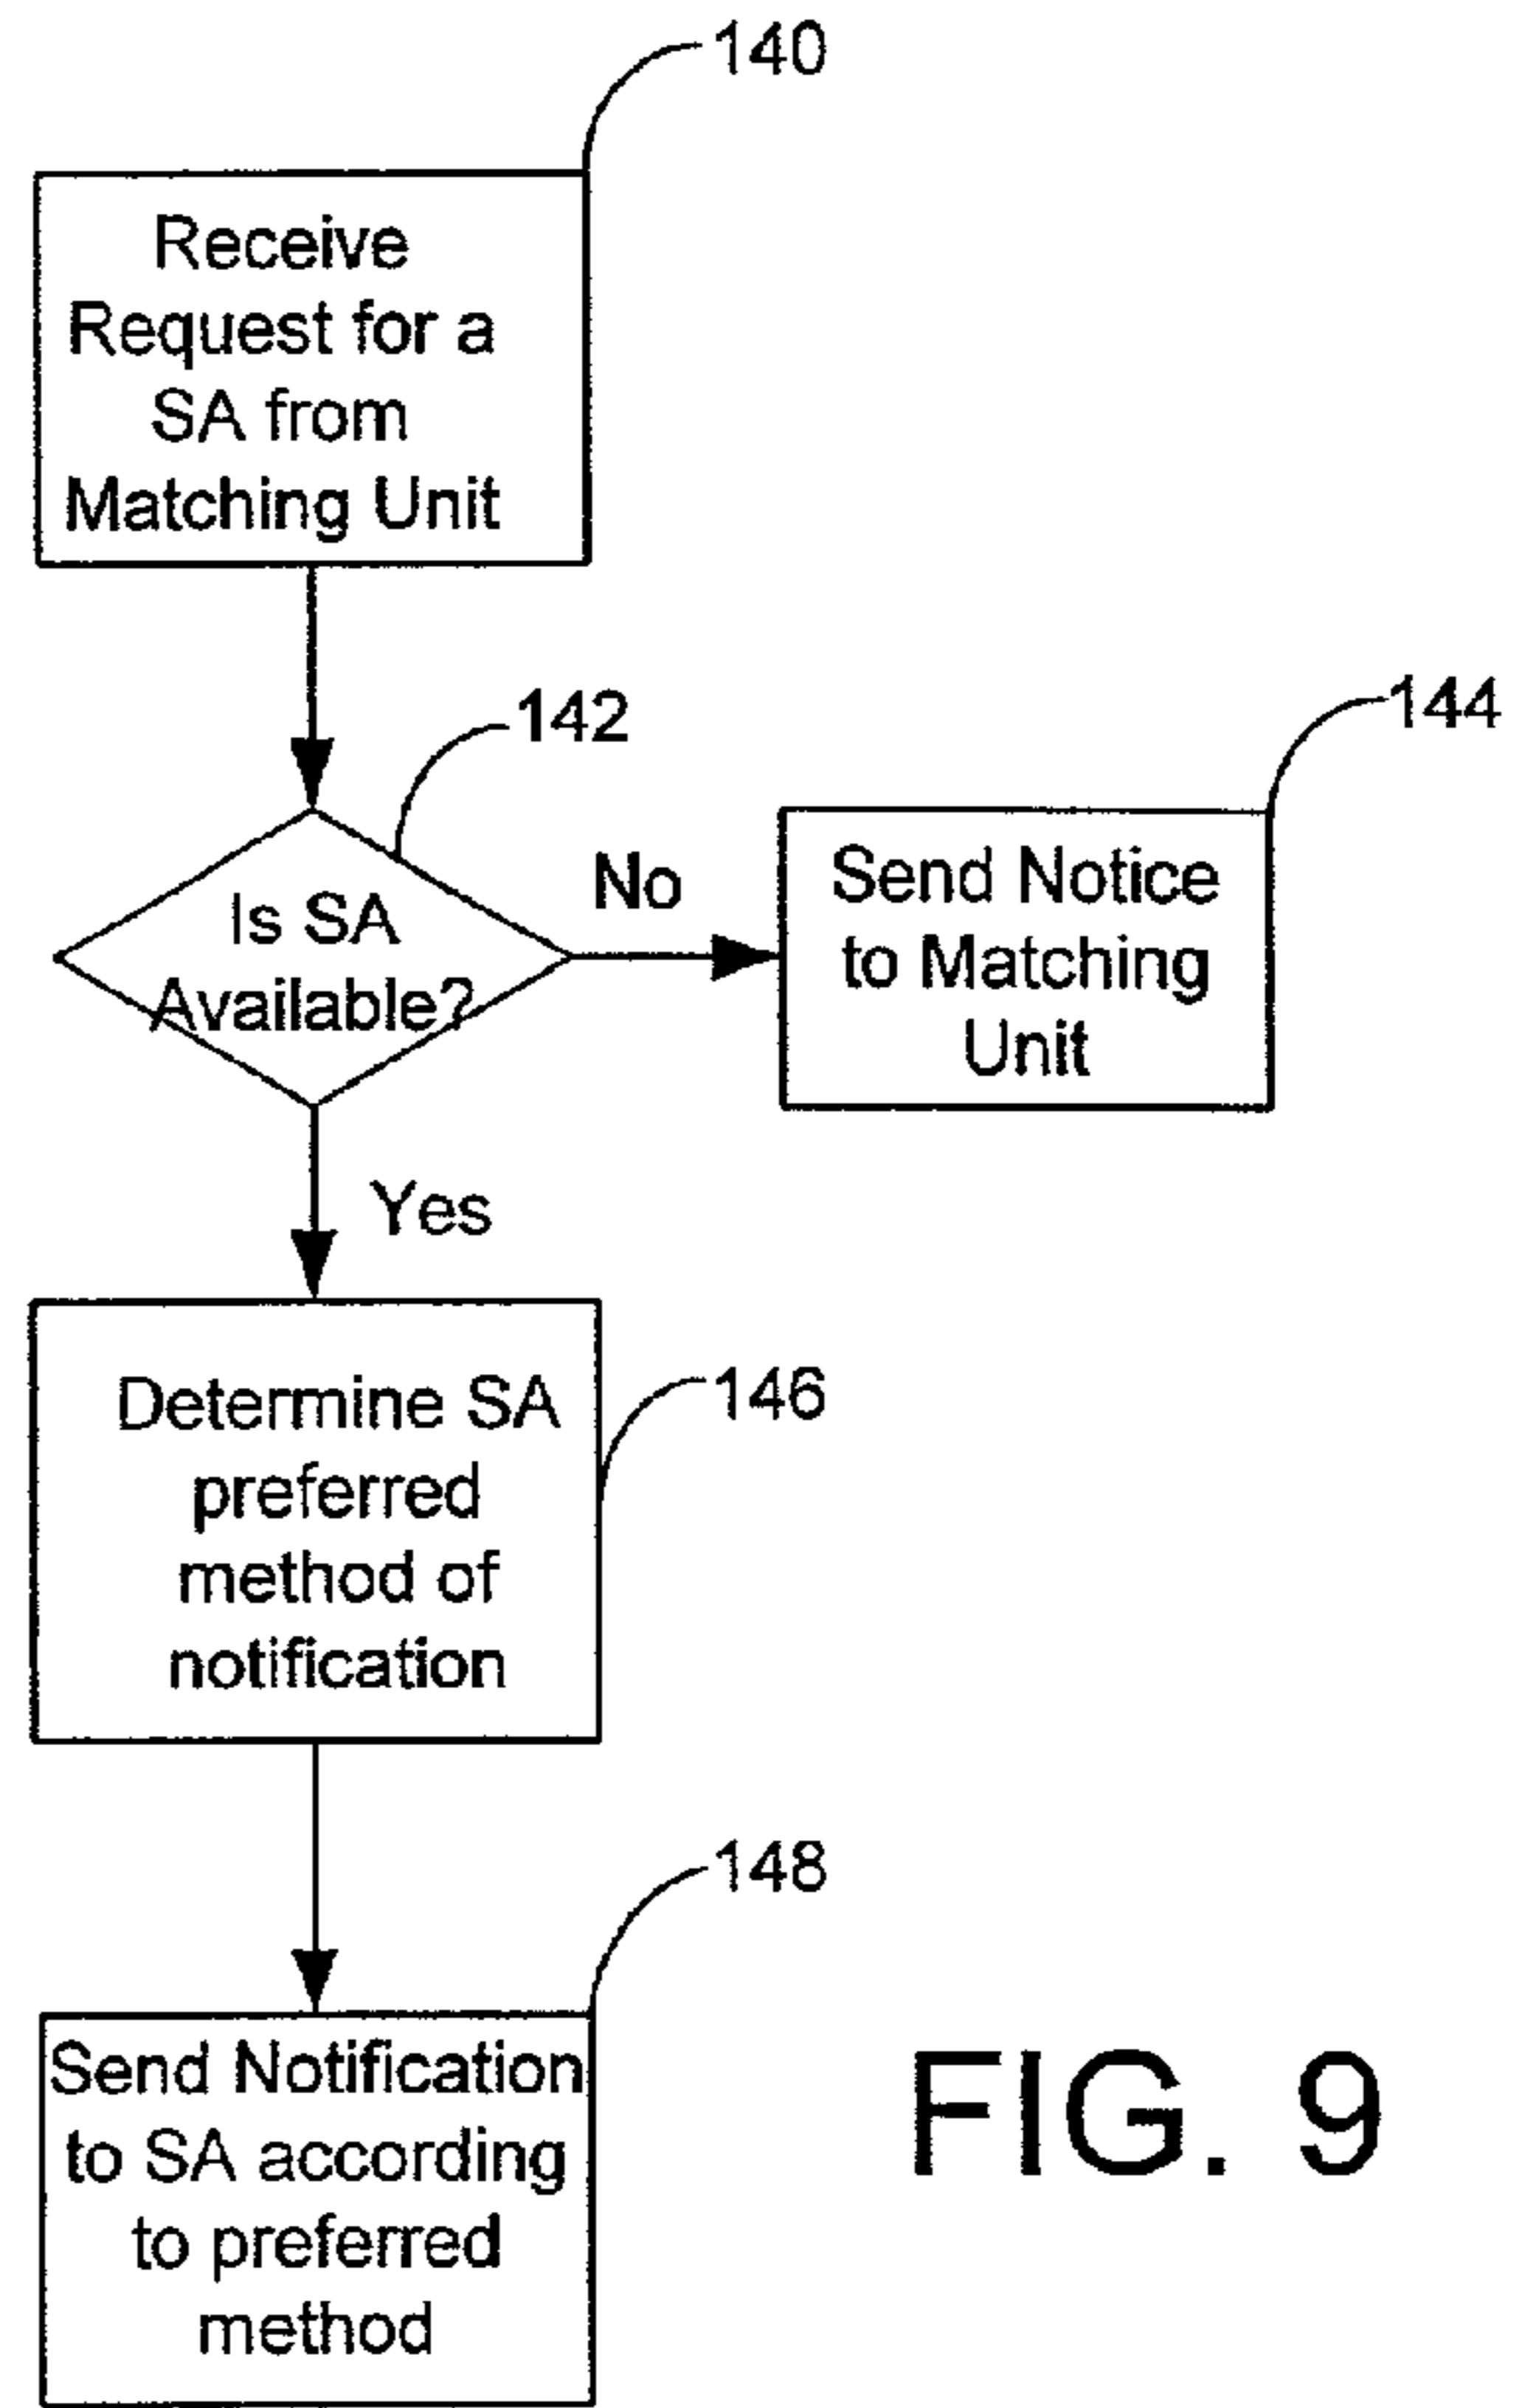 140
Receive
Request for a
SA from
Matching Unit
142
Is SA
Available?
No
144
Send Notice
to Matching
Unit
Yes
146
Determine SA
preferred
method of
notification
148
Send Notification
to SA according
to preferred
method
FIG. 9